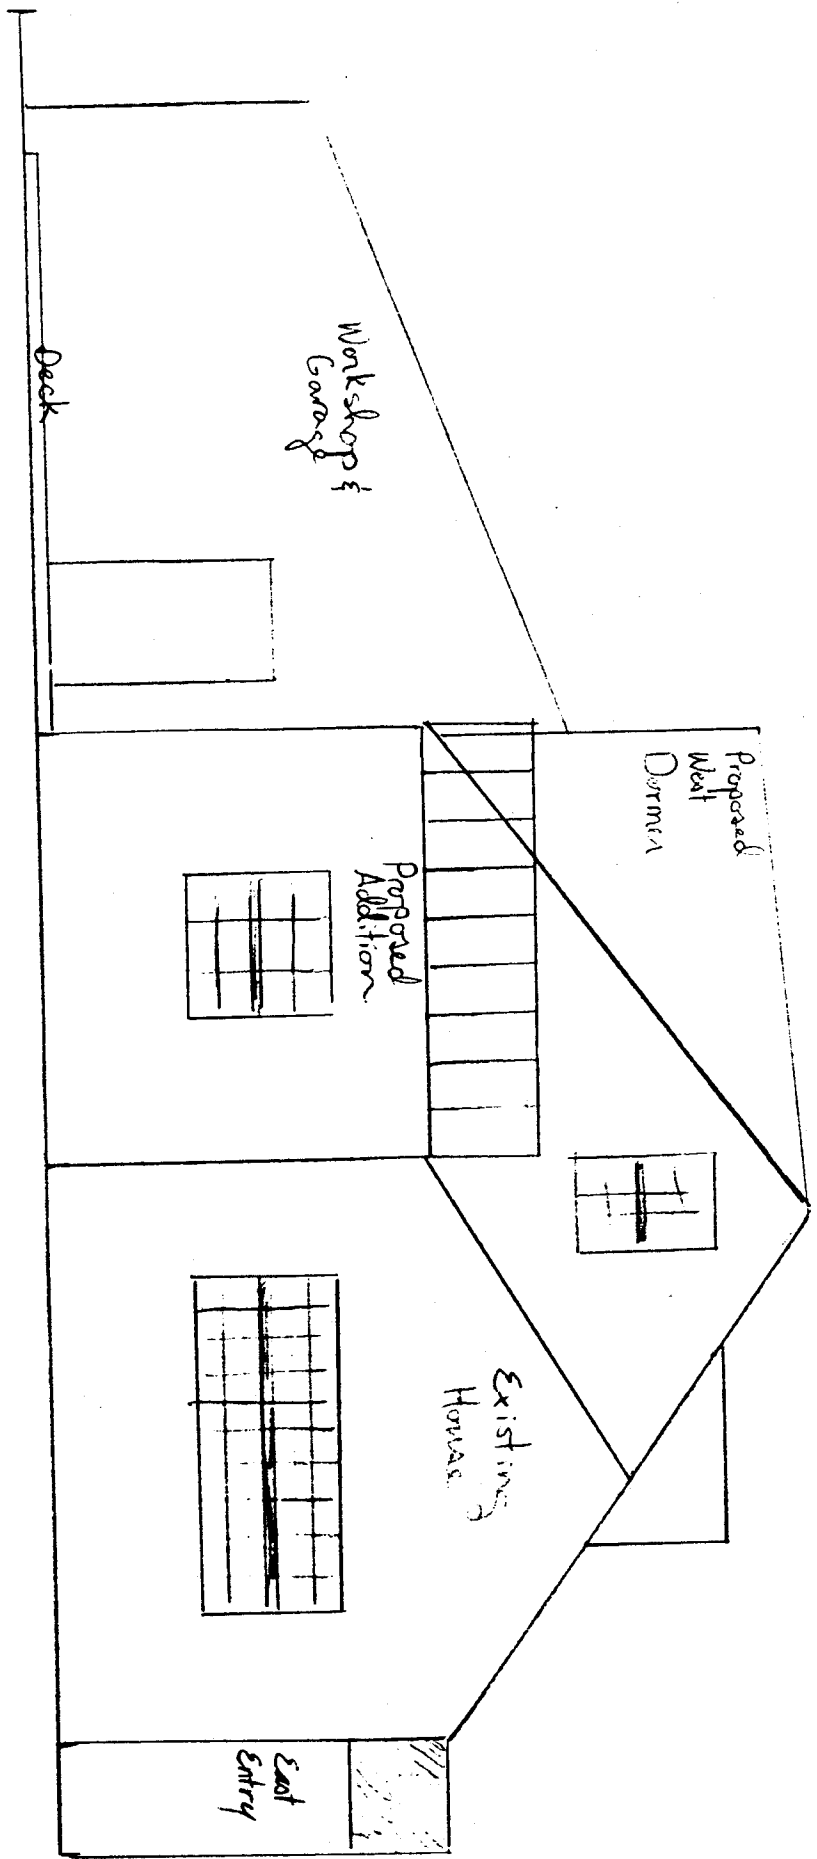 Proposed
West
Dormer
Workshop &
Garage
Deck
Proposed
Addition
Existing
House
East
Entry